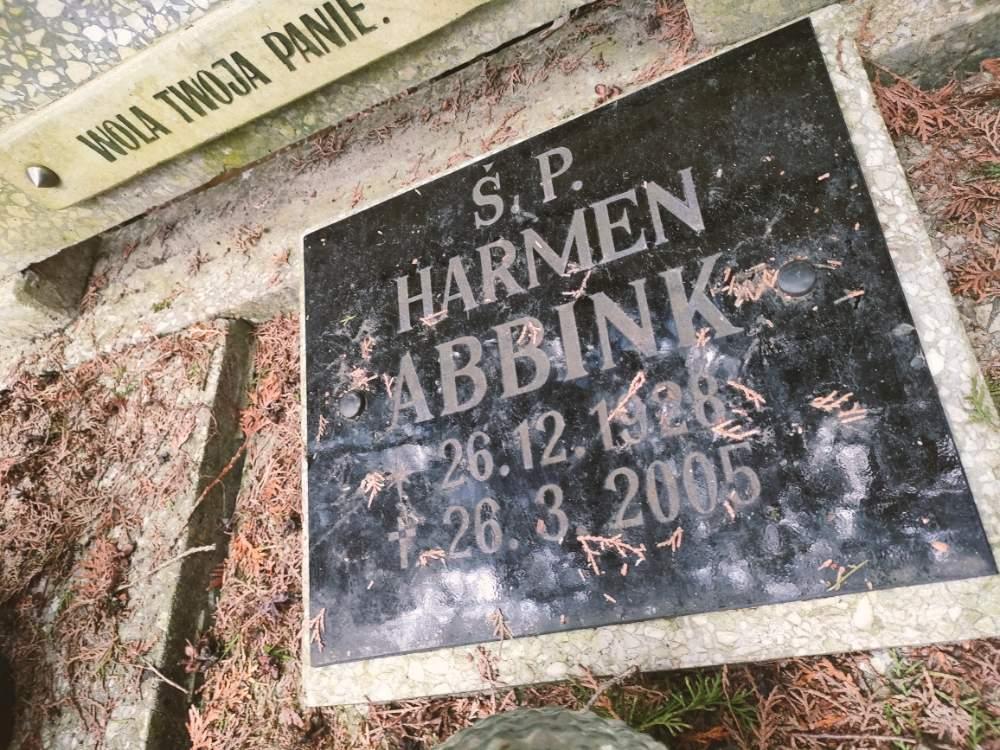 WOLA TWOJA PANIE.
Š. P.
HARMEN
ABBINK
* 26.12.1928
† 26. 3. 2005